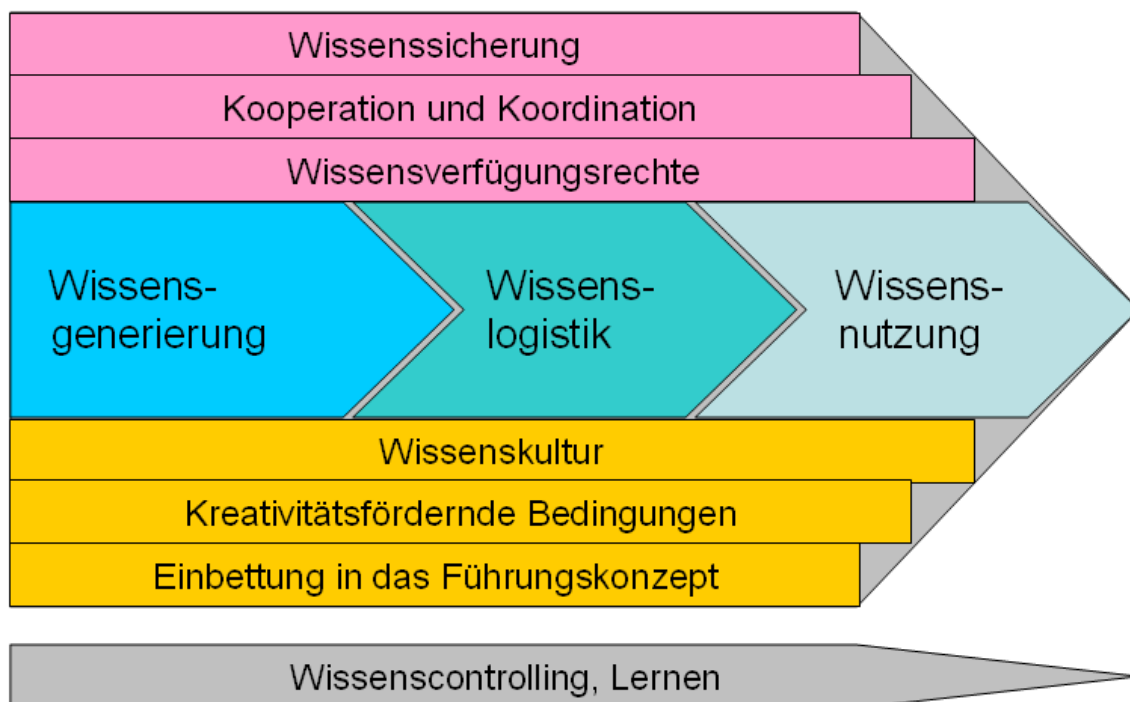 Wissenssicherung
Kooperation und Koordination
Wissensverfügungsrechte
Wissens-
generierung
Wissens-
logistik
Wissens-
nutzung
Wissenskultur
Kreativitätsfördernde Bedingungen
Einbettung in das Führungskonzept
Wissenscontrolling, Lernen